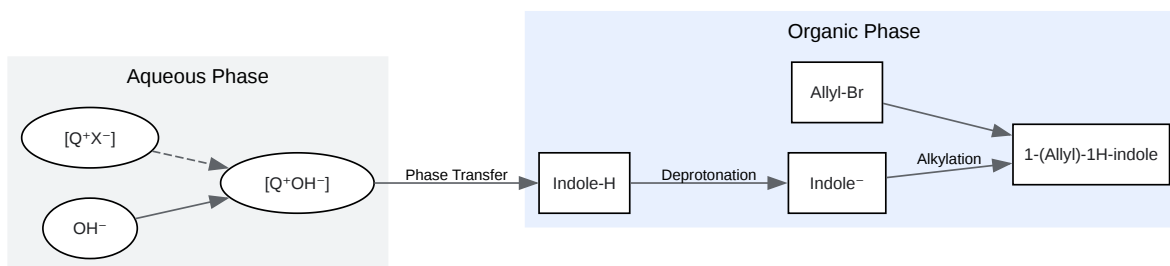 Organic Phase
Aqueous Phase
Allyl-Br
[Q⁺X⁻]
1-(Allyl)-1H-indole
Alkylation
[Q⁺OH⁻]
Phase Transfer
Indole-H
Deprotonation
Indole⁻
OH⁻